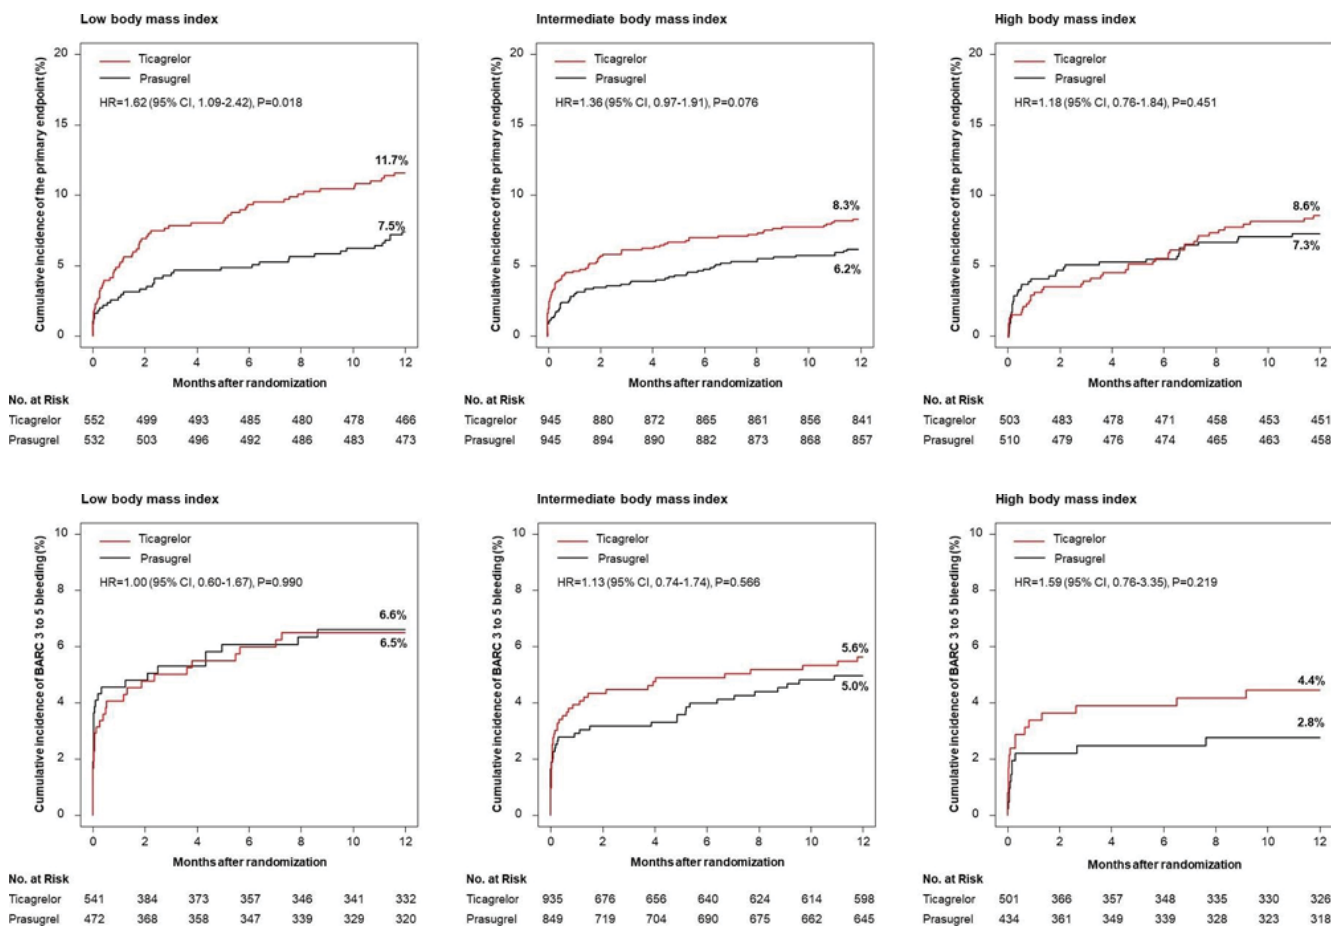 Low body mass index
Cumulative incidence of the primary endpoint (%)
20
15
10
5
0
Ticagrelor
Prasugrel
HR=1.62 (95% CI, 1.09-2.42), P=0.018
11.7%
7.5%
0 2 4 6 8 10 12
Months after randomization
No. at Risk
Ticagrelor 552 499 493 485 480 478 466
Prasugrel 532 503 496 492 486 483 473
Intermediate body mass index
Cumulative incidence of the primary endpoint (%)
20
15
10
5
0
Ticagrelor
Prasugrel
HR=1.36 (95% CI, 0.97-1.91), P=0.076
8.3%
6.2%
0 2 4 6 8 10 12
Months after randomization
No. at Risk
Ticagrelor 945 880 872 865 861 856 841
Prasugrel 945 894 890 882 873 868 857
High body mass index
Cumulative incidence of the primary endpoint (%)
20
15
10
5
0
Ticagrelor
Prasugrel
HR=1.18 (95% CI, 0.76-1.84), P=0.451
8.6%
7.3%
0 2 4 6 8 10 12
Months after randomization
No. at Risk
Ticagrelor 503 483 478 471 458 453 451
Prasugrel 510 479 476 474 465 463 458
Low body mass index
Cumulative incidence of BARC 3 to 5 bleeding (%)
10
8
6
4
2
0
Ticagrelor
Prasugrel
HR=1.00 (95% CI, 0.60-1.67), P=0.990
6.6%
6.5%
0 2 4 6 8 10 12
Months after randomization
No. at Risk
Ticagrelor 541 384 373 357 346 341 332
Prasugrel 472 368 358 347 339 329 320
Intermediate body mass index
Cumulative incidence of BARC 3 to 5 bleeding (%)
10
8
6
4
2
0
Ticagrelor
Prasugrel
HR=1.13 (95% CI, 0.74-1.74), P=0.566
5.6%
5.0%
0 2 4 6 8 10 12
Months after randomization
No. at Risk
Ticagrelor 935 676 656 640 624 614 598
Prasugrel 849 719 704 690 675 662 645
High body mass index
Cumulative incidence of BARC 3 to 5 bleeding (%)
10
8
6
4
2
0
Ticagrelor
Prasugrel
HR=1.59 (95% CI, 0.76-3.35), P=0.219
4.4%
2.8%
0 2 4 6 8 10 12
Months after randomization
No. at Risk
Ticagrelor 501 366 357 348 335 330 326
Prasugrel 434 361 349 339 328 323 318